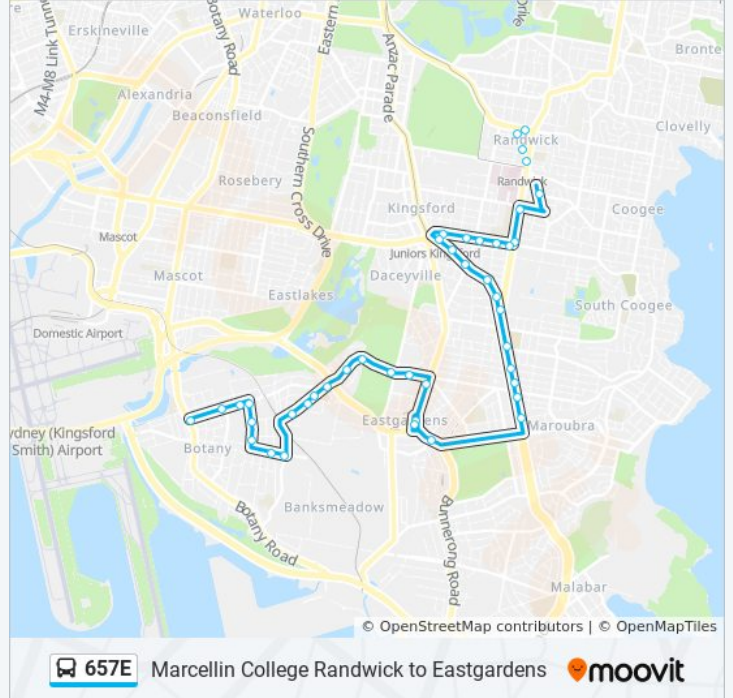 Waterloo
Drive
Erskineville
Botany Road
Eastern
Anzac Parade
Bronte
M4-M8 Link Tunn
Alexandria
Beaconsfield
Clovelly
Randwick
Southern Cross Drive
Rosebery
Randwick
Kingsford
Coogee
Mascot
Juniors Kingsford
Mascot
Daceyville
Eastlakes
South Coogee
Domestic Airport
Eastgardens
Maroubra
ydney (Kingsford
Smith) Airport
Botany
Banksmeadow
Botany Road
Bunnerong Road
Malabar
© OpenStreetMap contributors | © OpenMapTiles
657E Marcellin College Randwick to Eastgardens moovit